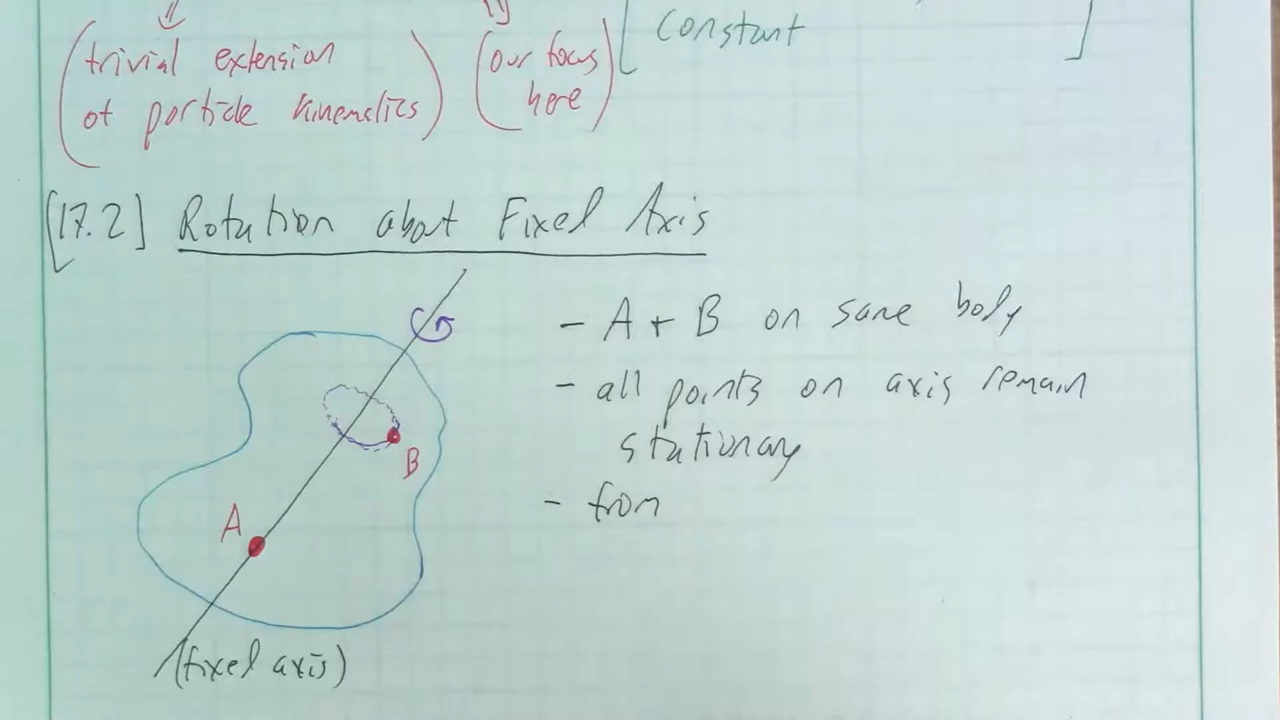 (trivial extension
of particle kinematics)
(our focus
here)
[constant]
[17.2] Rotation about Fixed Axis
- A + B on same body
- all points on axis remain
stationary
- from
B
A
(fixed axis)